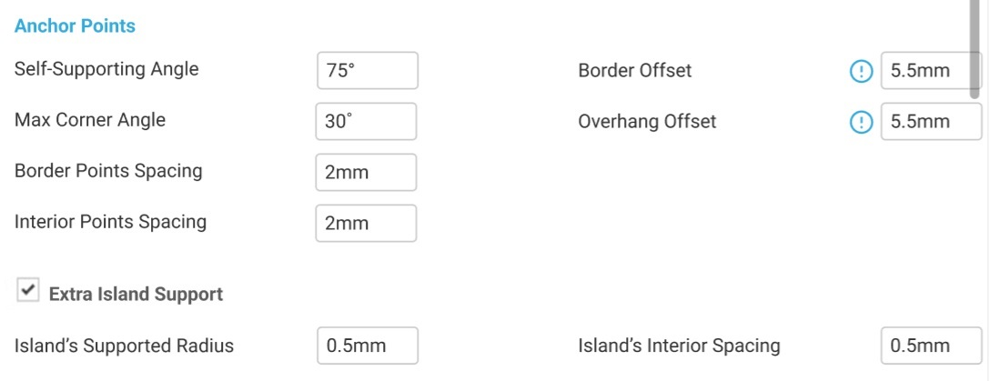 Anchor Points
Self-Supporting Angle 75° Border Offset 5.5mm
Max Corner Angle 30° Overhang Offset 5.5mm
Border Points Spacing 2mm
Interior Points Spacing 2mm
Extra Island Support
Island’s Supported Radius 0.5mm Island’s Interior Spacing 0.5mm